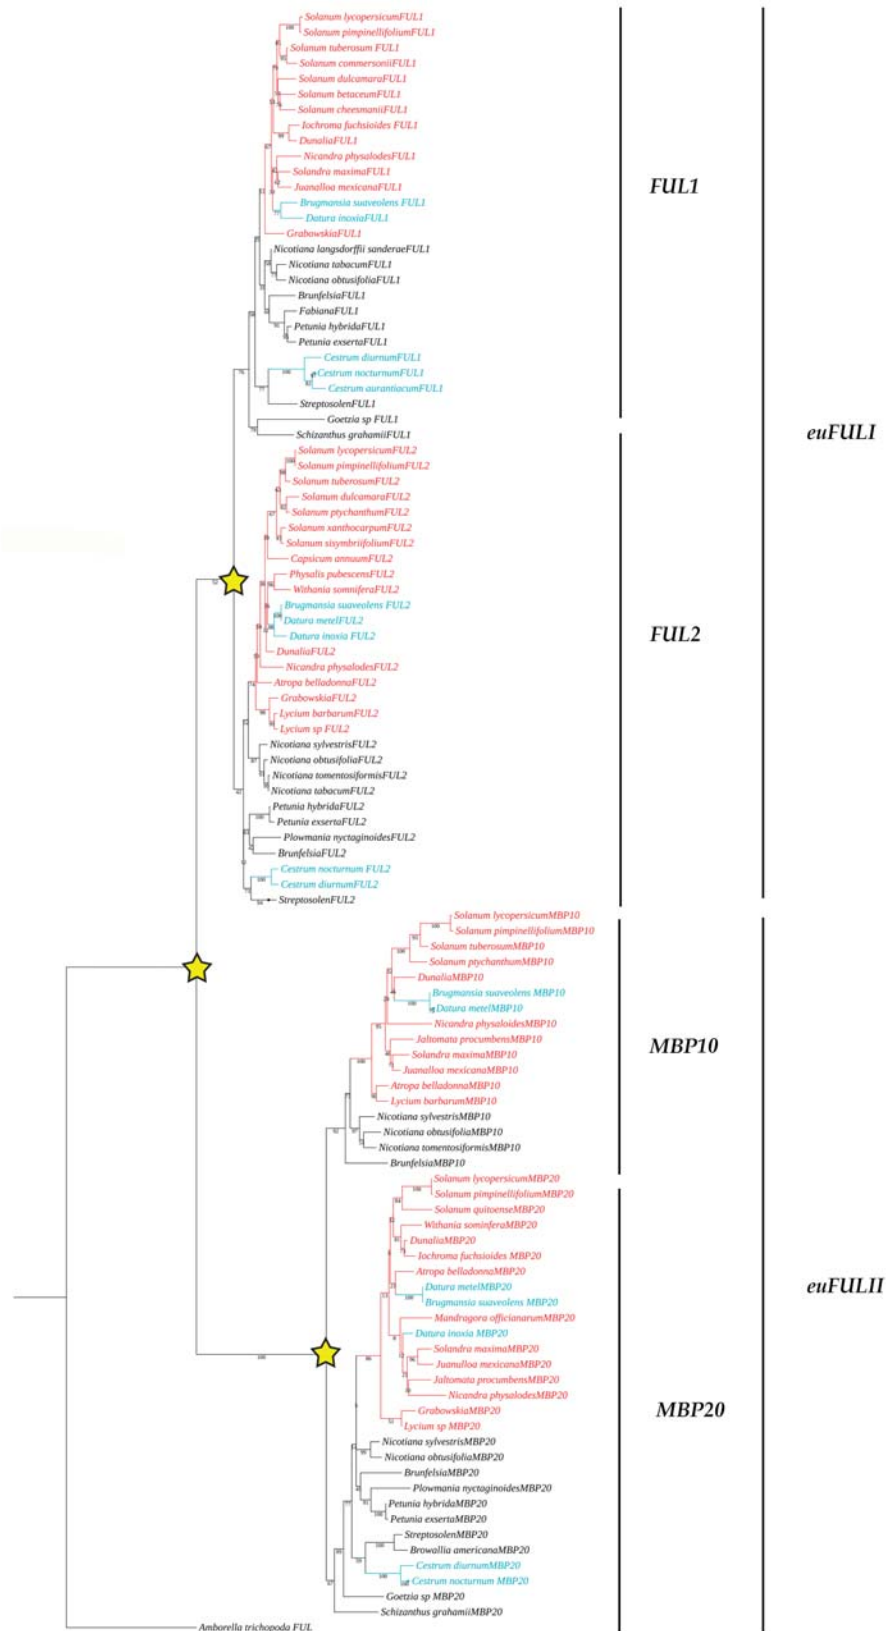 Solanum lycopersicumFUL1
Solanum pimpinellifoliumFUL1
Solanum tuberosum FUL1
Solanum commersoniiFUL1
Solanum dulcamaraFUL1
Solanum betaceumFUL1
Solanum cheesmaniiFUL1
Iochroma fuchsioides FUL1
DunaliaFUL1
Nicandra physalodesFUL1
Solandra maximaFUL1
Juanalloa mexicanaFUL1
Brugmansia suaveolens FUL1
Datura inoxiaFUL1
GrabowskiaFUL1
Nicotiana langsdorffii sanderaeFUL1
Nicotiana tabacumFUL1
Nicotiana obtusifoliaFUL1
BrunfelsiaFUL1
FabianaFUL1
Petunia hybridaFUL1
Petunia exsertaFUL1
Cestrum diurnumFUL1
Cestrum nocturnumFUL1
Cestrum aurantiacumFUL1
StreptosolenFUL1
Goetzia sp FUL1
Schizanthus grahamiiFUL1
FUL1
euFULI
Solanum lycopersicumFUL2
Solanum pimpinellifoliumFUL2
Solanum tuberosumFUL2
Solanum dulcamaraFUL2
Solanum ptychanthumFUL2
Solanum xanthocarpumFUL2
Solanum sisymbriifoliumFUL2
Capsicum annuumFUL2
Physalis pubescensFUL2
Withania somniferaFUL2
Brugmansia suaveolens FUL2
Datura metelFUL2
Datura inoxia FUL2
DunaliaFUL2
Nicandra physalodesFUL2
Atropa belladonnaFUL2
GrabowskiaFUL2
Lycium barbarumFUL2
Lycium sp FUL2
Nicotiana sylvestrisFUL2
Nicotiana obtusifoliaFUL2
Nicotiana tomentosiformisFUL2
Nicotiana tabacumFUL2
Petunia hybridaFUL2
Petunia exsertaFUL2
Plowmania nyctaginoidesFUL2
BrunfelsiaFUL2
Cestrum nocturnum FUL2
Cestrum diurnumFUL2
StreptosolenFUL2
FUL2
Solanum lycopersicumMBP10
Solanum pimpinellifoliumMBP10
Solanum tuberosumMBP10
Solanum ptychanthumMBP10
DunaliaMBP10
Brugmansia suaveolens MBP10
Datura metelMBP10
Nicandra physaloidesMBP10
Jaltomata procumbensMBP10
Solandra maximaMBP10
Juanalloa mexicanaMBP10
Atropa belladonnaMBP10
Lycium barbarumMBP10
Nicotiana sylvestrisMBP10
Nicotiana obtusifoliaMBP10
Nicotiana tomentosiformisMBP10
BrunfelsiaMBP10
MBP10
Solanum lycopersicumMBP20
Solanum pimpinellifoliumMBP20
Solanum quitoenseMBP20
Withania sominferaMBP20
DunaliaMBP20
Iochroma fuchsioides MBP20
Atropa belladonnaMBP20
Datura metelMBP20
Brugmansia suaveolens MBP20
Mandragora officianarumMBP20
Datura inoxia MBP20
Solandra maximaMBP20
Juanulloa mexicanaMBP20
Jaltomata procumbensMBP20
Nicandra physalodesMBP20
GrabowskiaMBP20
Lycium sp MBP20
Nicotiana sylvestrisMBP20
Nicotiana obtusifoliaMBP20
BrunfelsiaMBP20
Plowmania nyctaginoidesMBP20
Petunia hybridaMBP20
Petunia exsertaMBP20
StreptosolenMBP20
Browallia americanaMBP20
Cestrum diurnumMBP20
Cestrum nocturnum MBP20
Goetzia sp MBP20
Schizanthus grahamiiMBP20
Amborella trichopoda FUL
euFULII
MBP20